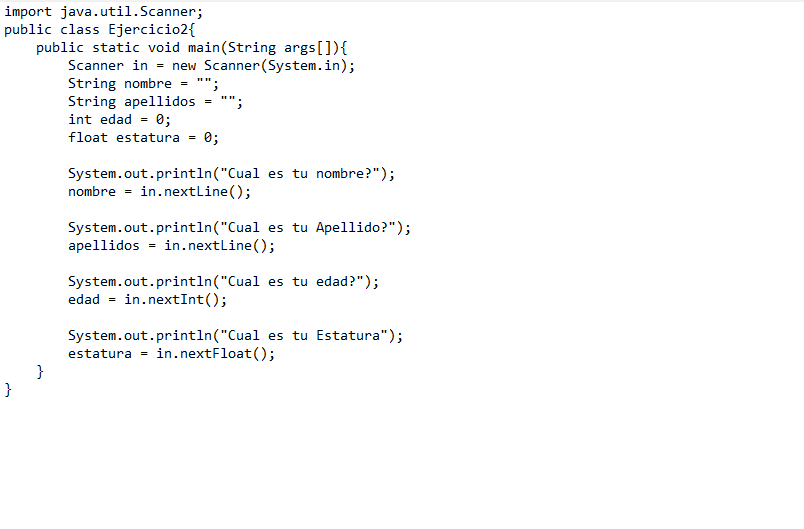 import java.util.Scanner;
public class Ejercicio2{
    public static void main(String args[]){
        Scanner in = new Scanner(System.in);
        String nombre = "";
        String apellidos = "";
        int edad = 0;
        float estatura = 0;

        System.out.println("Cual es tu nombre?");
        nombre = in.nextLine();

        System.out.println("Cual es tu Apellido?");
        apellidos = in.nextLine();

        System.out.println("Cual es tu edad?");
        edad = in.nextInt();

        System.out.println("Cual es tu Estatura");
        estatura = in.nextFloat();
    }
}